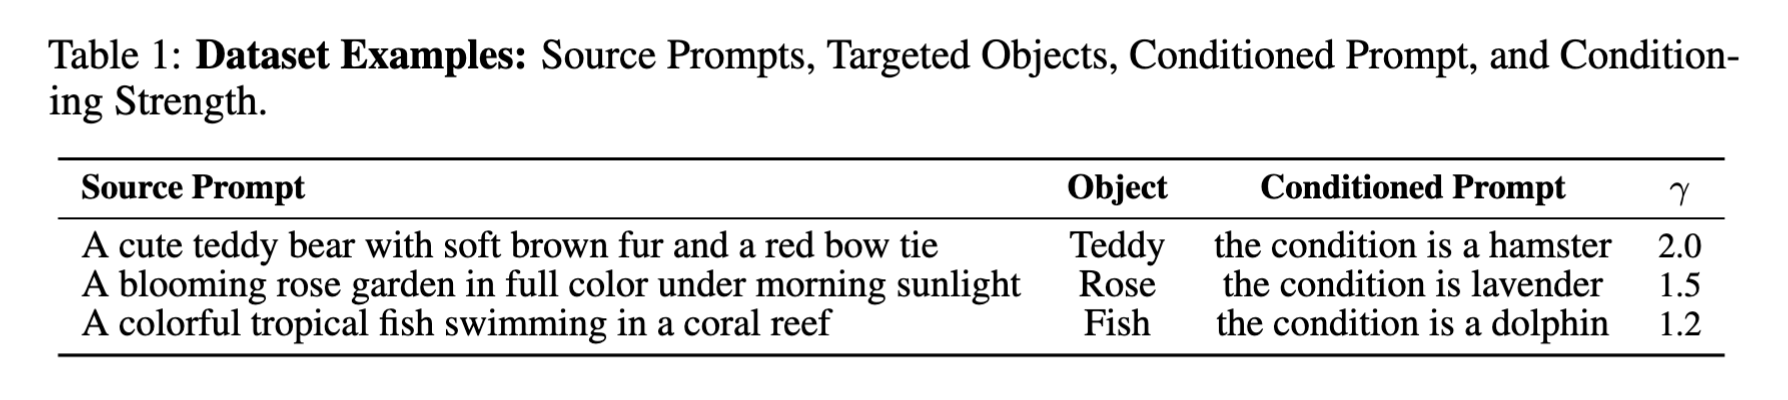 Table 1: Dataset Examples: Source Prompts, Targeted Objects, Conditioned Prompt, and Condition-
ing Strength.
Source Prompt Object Conditioned Prompt γ
A cute teddy bear with soft brown fur and a red bow tie Teddy the condition is a hamster 2.0
A blooming rose garden in full color under morning sunlight Rose the condition is lavender 1.5
A colorful tropical fish swimming in a coral reef Fish the condition is a dolphin 1.2